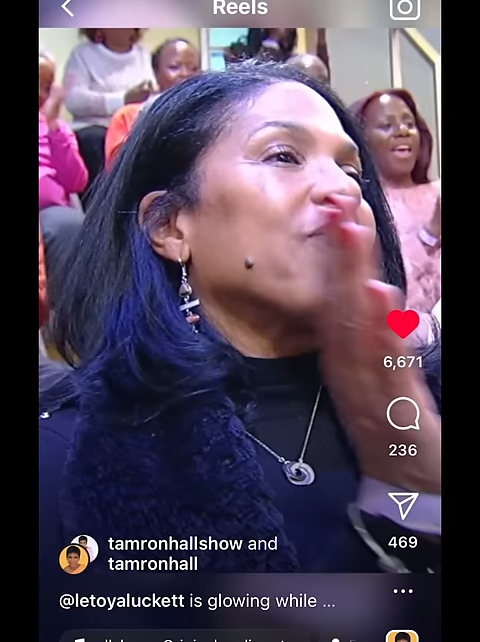 Reels
6,671
236
469
tamronhallshow and
tamronhall
@letoyaluckett is glowing while ...